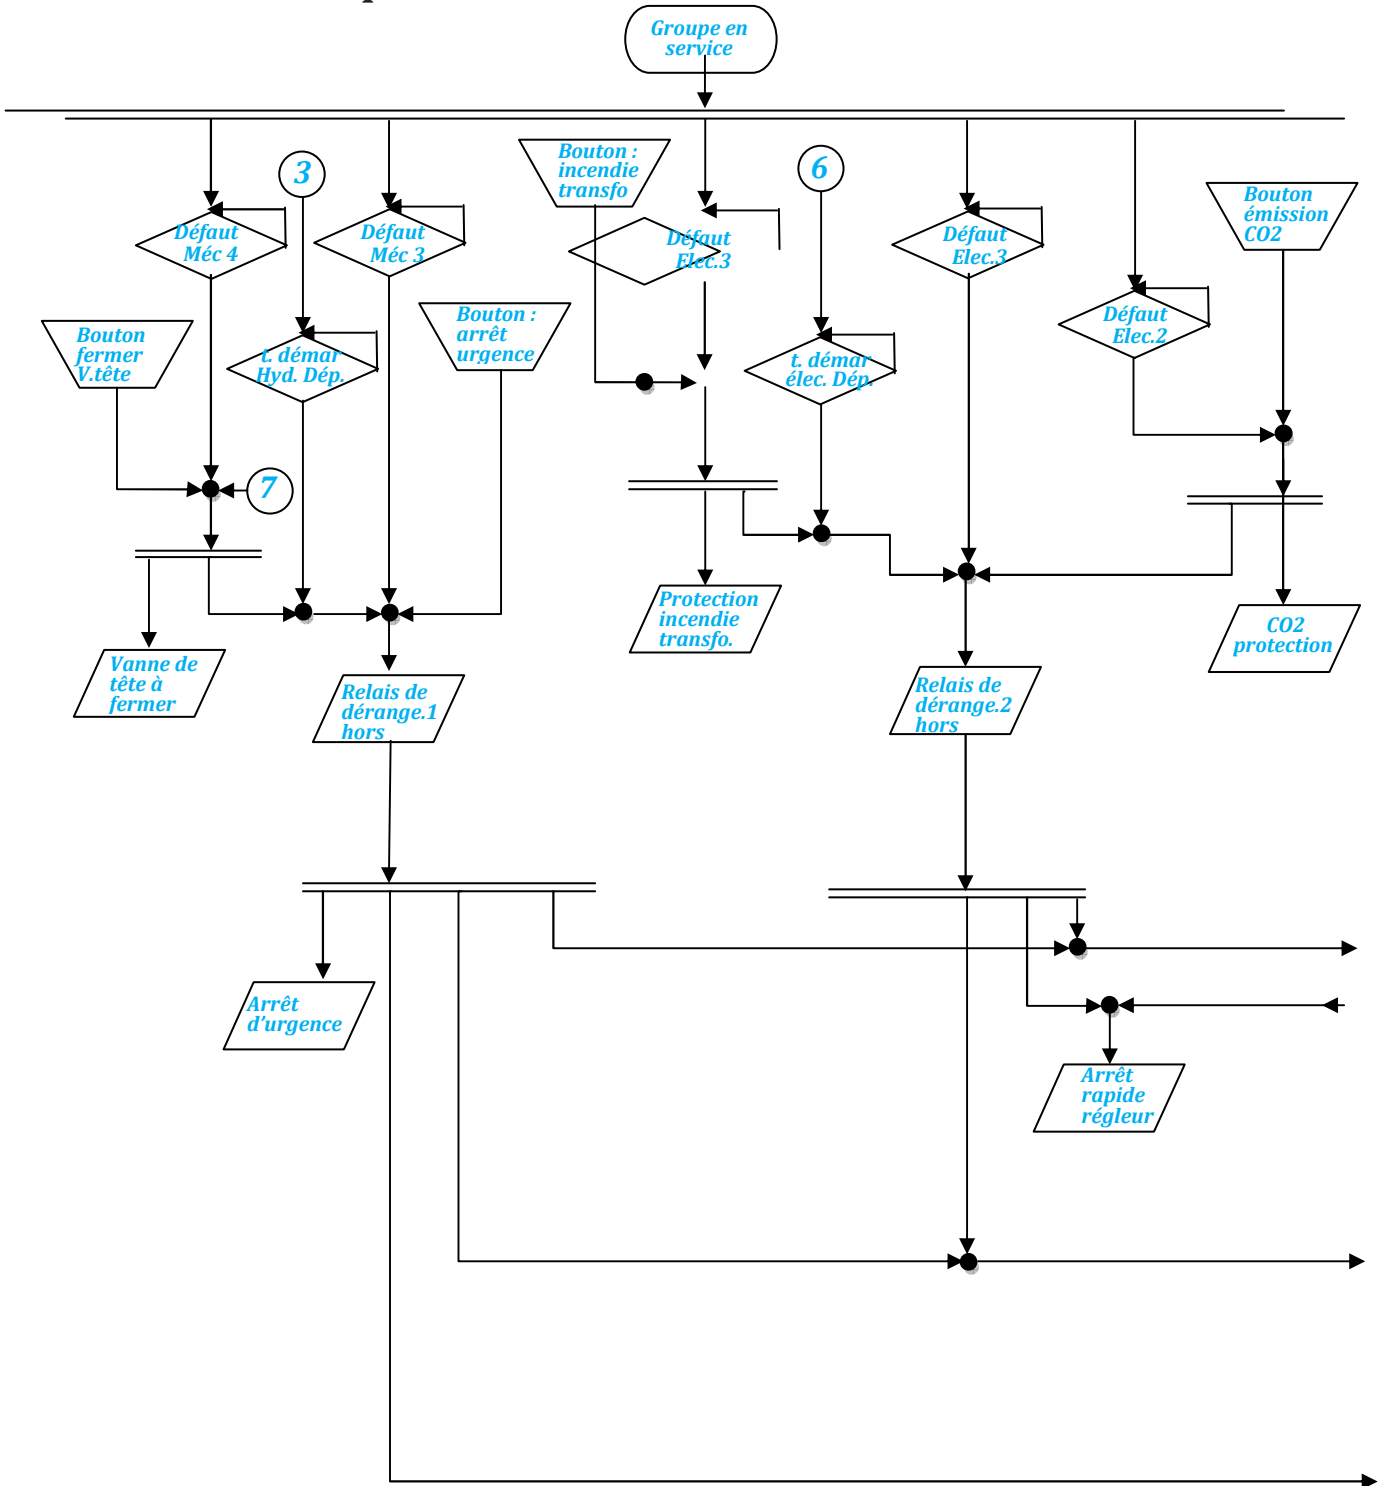 Groupe en
service
Bouton :
incendie
transfo
3
6
Bouton
émission
CO2
Défaut
Méc 4
Défaut
Méc 3
Défaut
Elec.3
Défaut
Elec.3
Défaut
Elec.2
Bouton
fermer
V.tête
t. démar
Hyd. Dép.
Bouton :
arrêt
urgence
t. démar
élec. Dép.
7
Protection
incendie
transfo.
CO2
protection
Vanne de
tête à
fermer
Relais de
dérange.1
hors
Relais de
dérange.2
hors
Arrêt
d'urgence
Arrêt
rapide
régleur